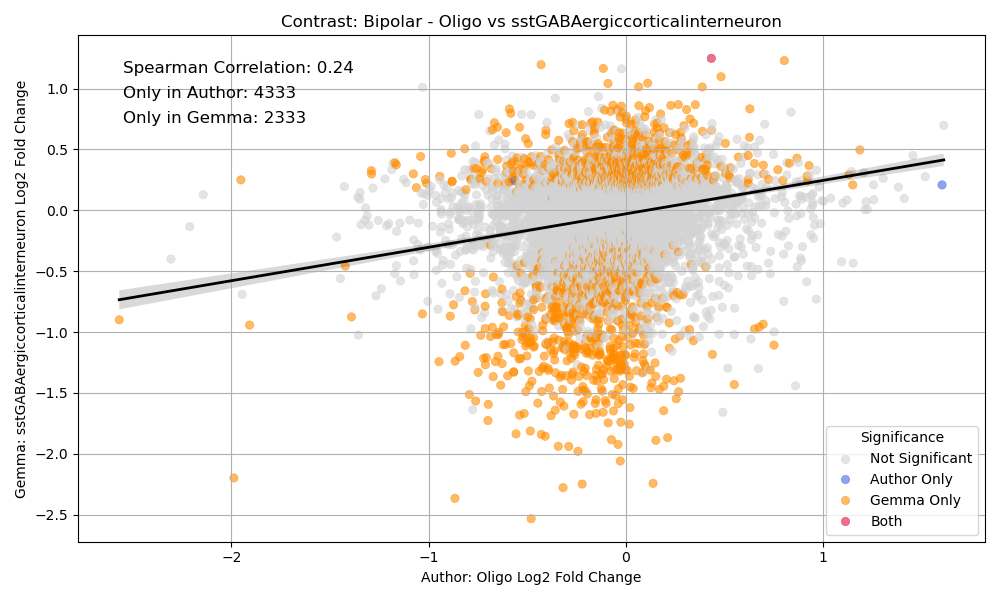 Contrast: Bipolar - Oligo vs sstGABAergiccorticalinterneuron
Spearman Correlation: 0.24
Only in Author: 4333
Only in Gemma: 2333
Gemma: sstGABAergiccorticalinterneuron Log2 Fold Change
1.0
0.5
0.0
−0.5
−1.0
−1.5
−2.0
−2.5
Significance
Not Significant
Author Only
Gemma Only
Both
−2
−1
0
1
Author: Oligo Log2 Fold Change